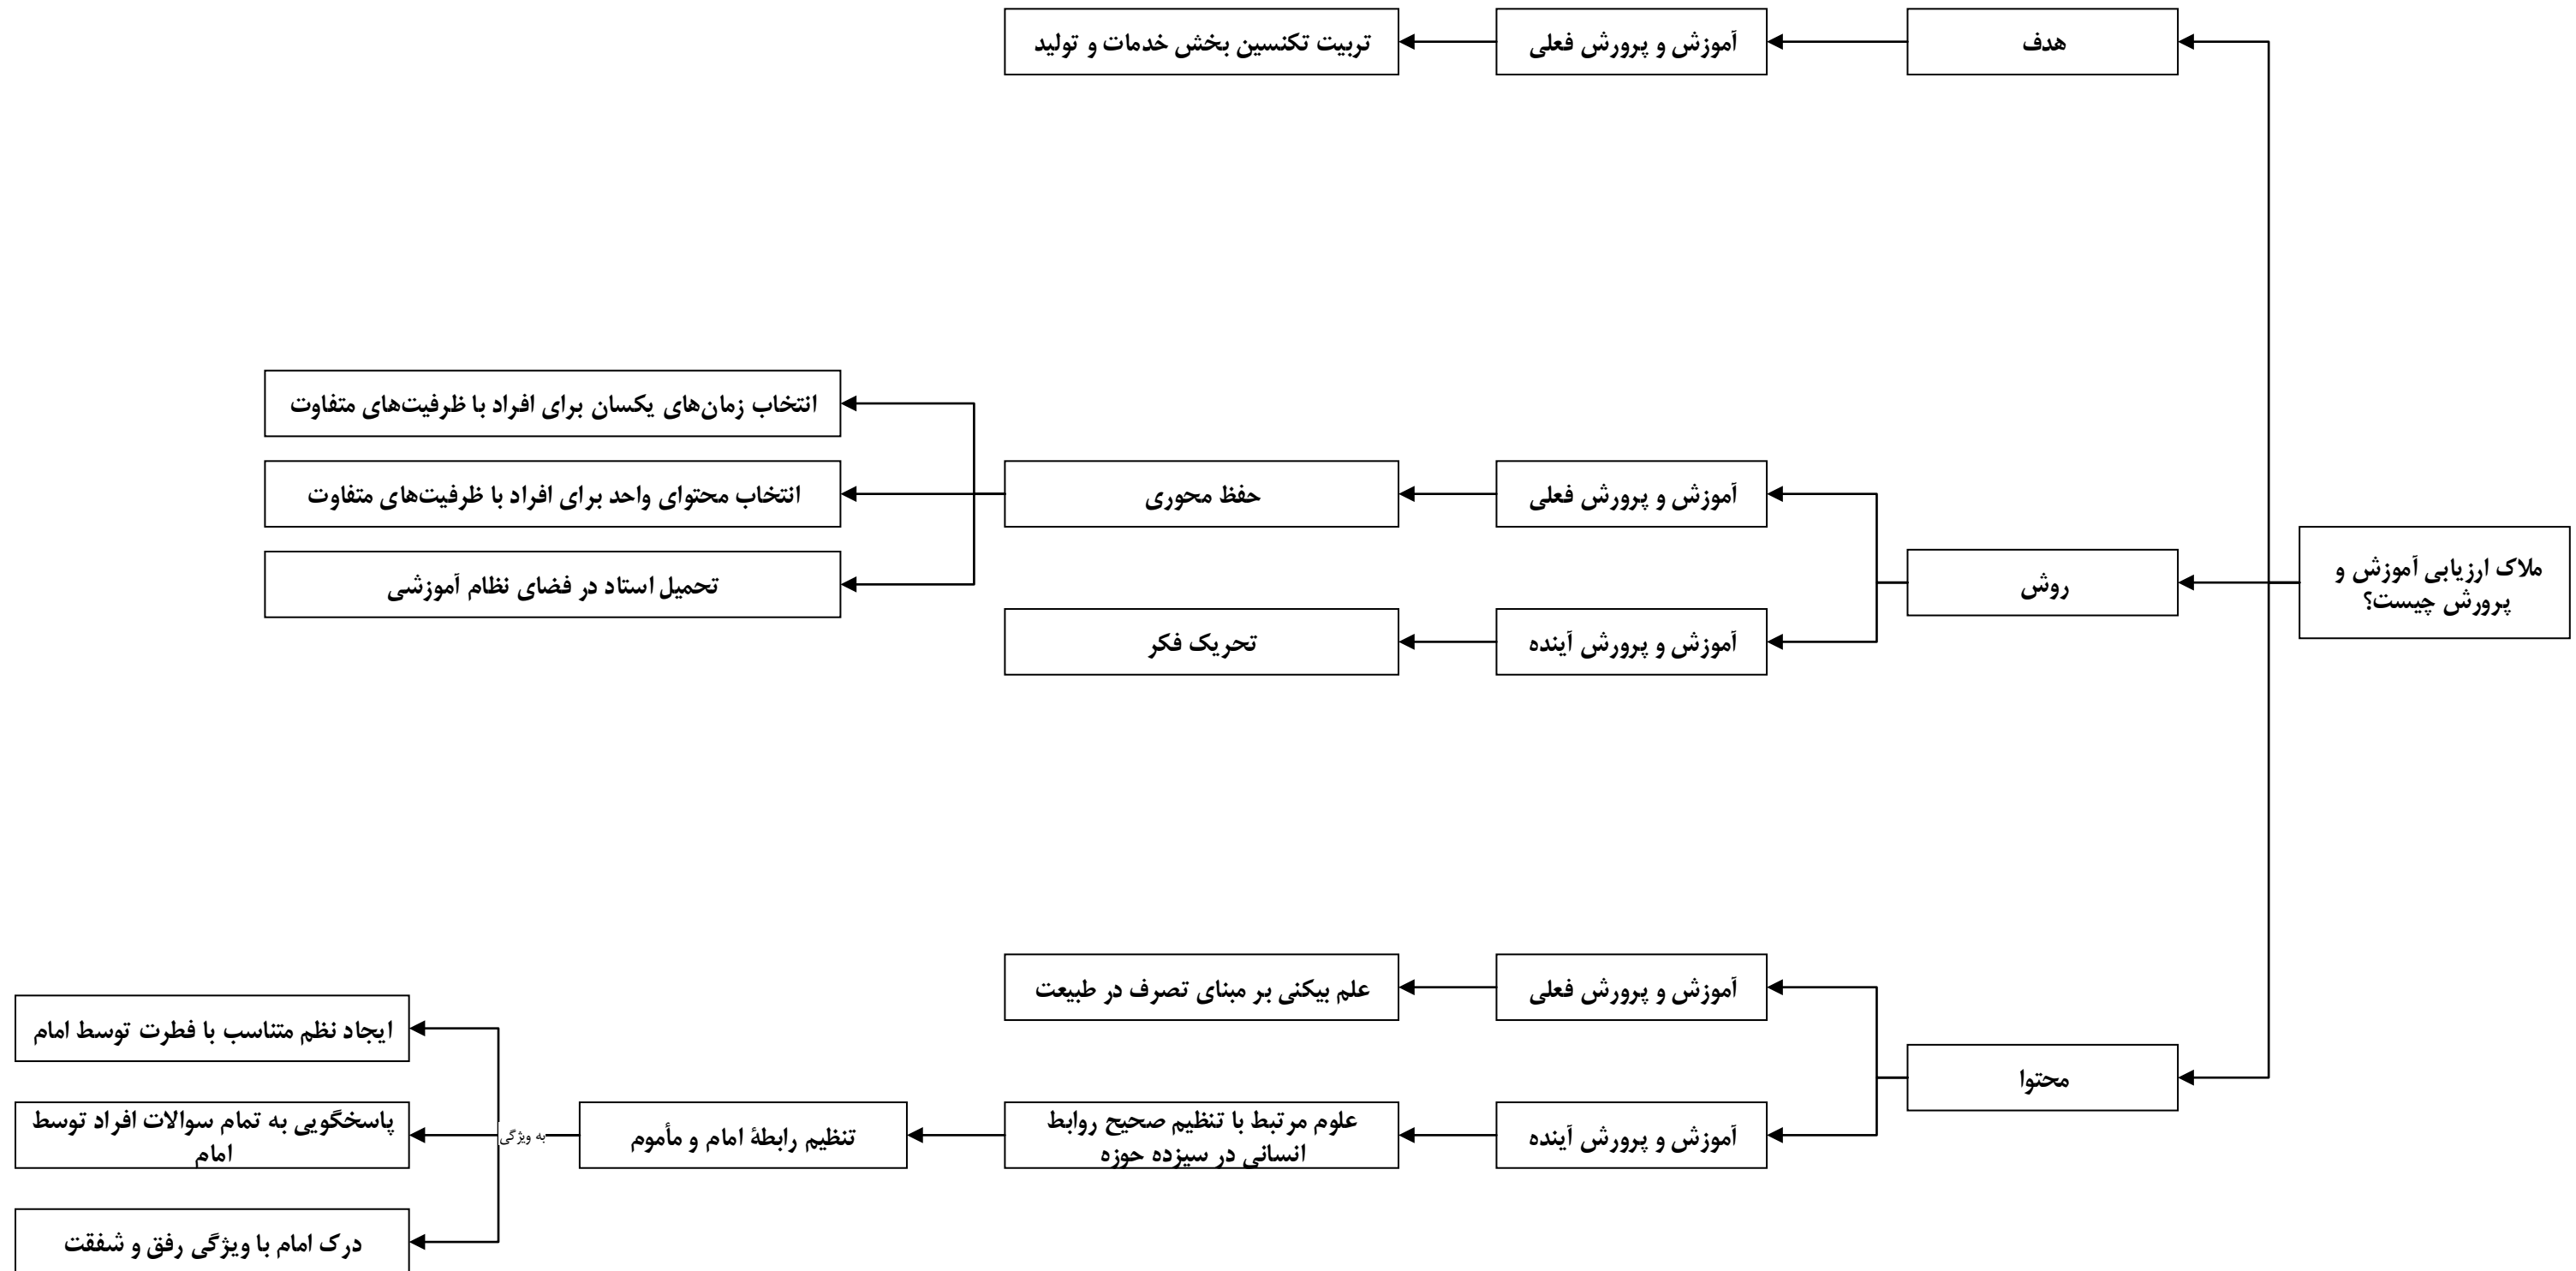 ملاک ارزیابی آموزش و
پرورش چیست؟
هدف
آموزش و پرورش فعلی
تربیت تکنسین بخش خدمات و تولید
روش
آموزش و پرورش فعلی
حفظ محوری
انتخاب زمان‌های یکسان برای افراد با ظرفیت‌های متفاوت
انتخاب محتوای واحد برای افراد با ظرفیت‌های متفاوت
تحمیل استاد در فضای نظام آموزشی
آموزش و پرورش آینده
تحریک فکر
محتوا
آموزش و پرورش فعلی
علم بیکنی بر مبنای تصرف در طبیعت
آموزش و پرورش آینده
علوم مرتبط با تنظیم صحیح روابط
انسانی در سیزده حوزه
تنظیم رابطهٔ امام و مأموم
به ویژگی
ایجاد نظم متناسب با فطرت توسط امام
پاسخگویی به تمام سوالات افراد توسط
امام
درک امام با ویژگی رفق و شفقت